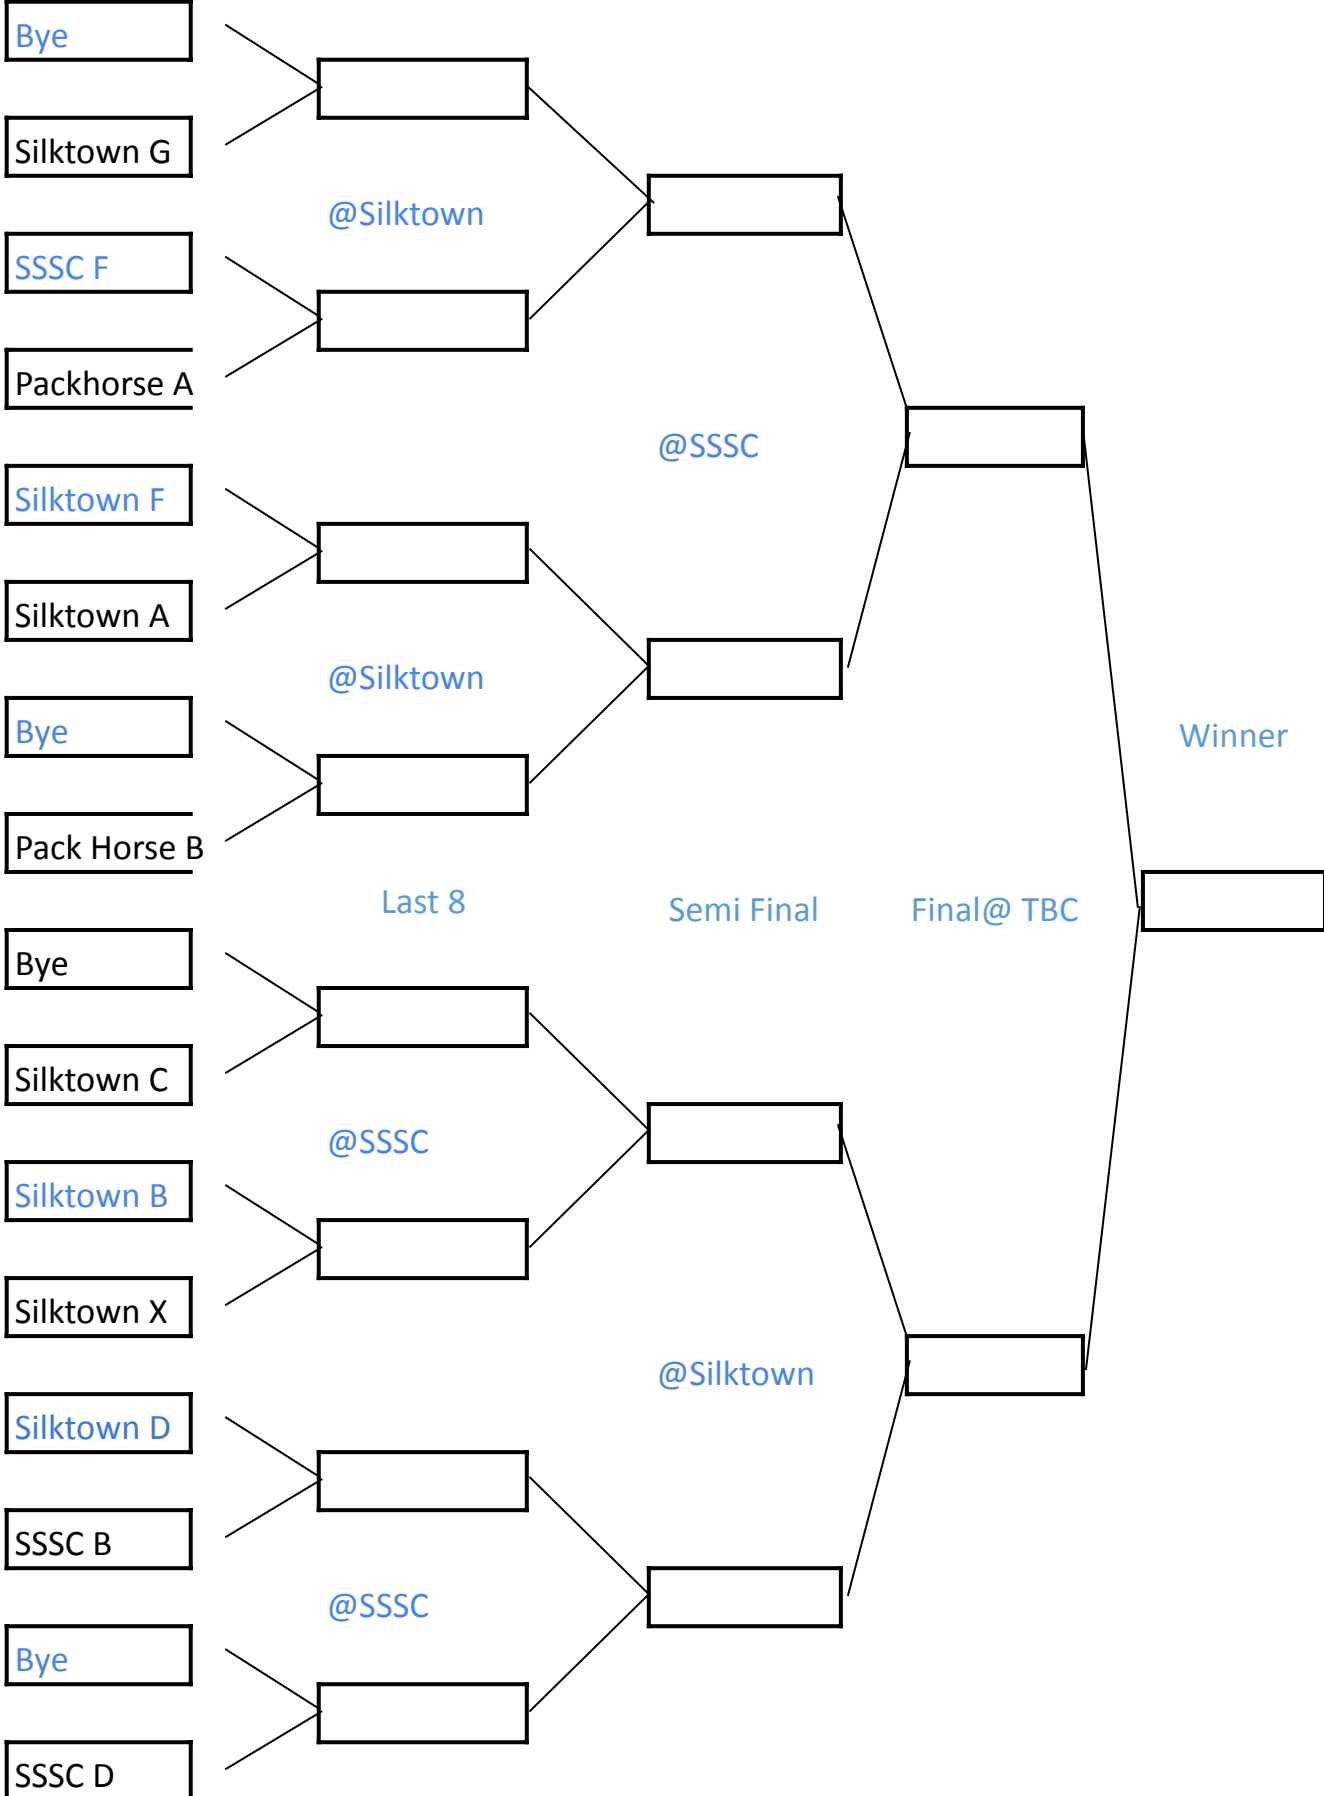 Bye
Silktown G
@Silktown
SSSC F
Packhorse A
@SSSC
Silktown F
Silktown A
@Silktown
Bye
Winner
Pack Horse B
Last 8
Semi Final
Final@ TBC
Bye
Silktown C
@SSSC
Silktown B
Silktown X
@Silktown
Silktown D
SSSC B
@SSSC
Bye
SSSC D